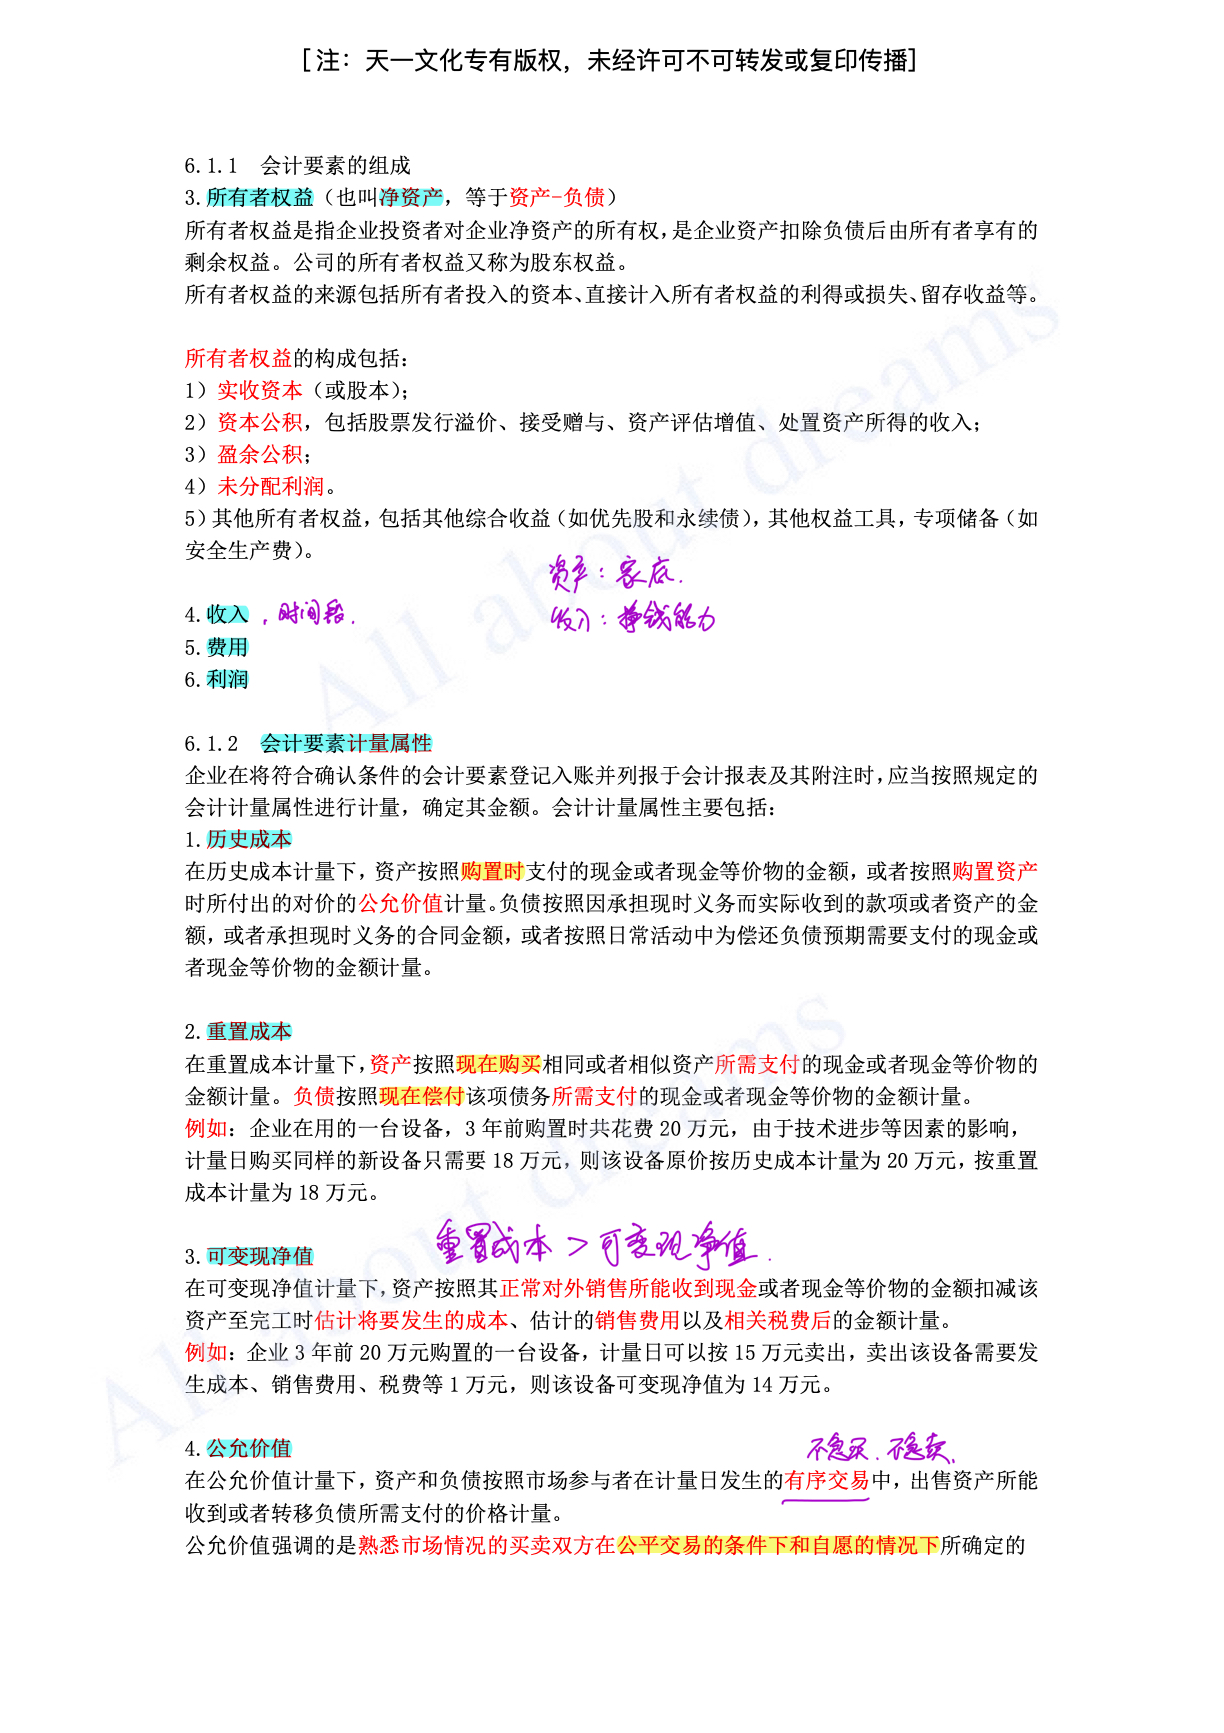 [注：天一文化专有版权，未经许可不可转发或复印传播]
6.1.1 会计要素的组成
3.所有者权益（也叫净资产，等于资产-负债）
所有者权益是指企业投资者对企业净资产的所有权，是企业资产扣除负债后由所有者享有的
剩余权益。公司的所有者权益又称为股东权益。
所有者权益的来源包括所有者投入的资本、直接计入所有者权益的利得或损失、留存收益等。
所有者权益的构成包括：
1）实收资本（或股本）；
2）资本公积，包括股票发行溢价、接受赠与、资产评估增值、处置资产所得的收入；
3）盈余公积；
4）未分配利润。
5）其他所有者权益，包括其他综合收益（如优先股和永续债），其他权益工具，专项储备（如
安全生产费）。
资产：家底.
4.收入 ，时间段.
收入：挣钱能力
5.费用
6.利润
6.1.2 会计要素计量属性
企业在将符合确认条件的会计要素登记入账并列报于会计报表及其附注时，应当按照规定的
会计计量属性进行计量，确定其金额。会计计量属性主要包括：
1.历史成本
在历史成本计量下，资产按照购置时支付的现金或者现金等价物的金额，或者按照购置资产
时所付出的对价的公允价值计量。负债按照因承担现时义务而实际收到的款项或者资产的金
额，或者承担现时义务的合同金额，或者按照日常活动中为偿还负债预期需要支付的现金或
者现金等价物的金额计量。
2.重置成本
在重置成本计量下，资产按照现在购买相同或者相似资产所需支付的现金或者现金等价物的
金额计量。负债按照现在偿付该项债务所需支付的现金或者现金等价物的金额计量。
例如：企业在用的一台设备，3 年前购置时共花费 20 万元，由于技术进步等因素的影响，
计量日购买同样的新设备只需要 18 万元，则该设备原价按历史成本计量为 20 万元，按重置
成本计量为 18 万元。
重置成本 > 可变现净值.
3.可变现净值
在可变现净值计量下，资产按照其正常对外销售所能收到现金或者现金等价物的金额扣减该
资产至完工时估计将要发生的成本、估计的销售费用以及相关税费后的金额计量。
例如：企业 3 年前 20 万元购置的一台设备，计量日可以按 15 万元卖出，卖出该设备需要发
生成本、销售费用、税费等 1 万元，则该设备可变现净值为 14 万元。
不急买、不急卖、
4.公允价值
在公允价值计量下，资产和负债按照市场参与者在计量日发生的有序交易中，出售资产所能
收到或者转移负债所需支付的价格计量。
公允价值强调的是熟悉市场情况的买卖双方在公平交易的条件下和自愿的情况下所确定的
All about dreams
All about dreams